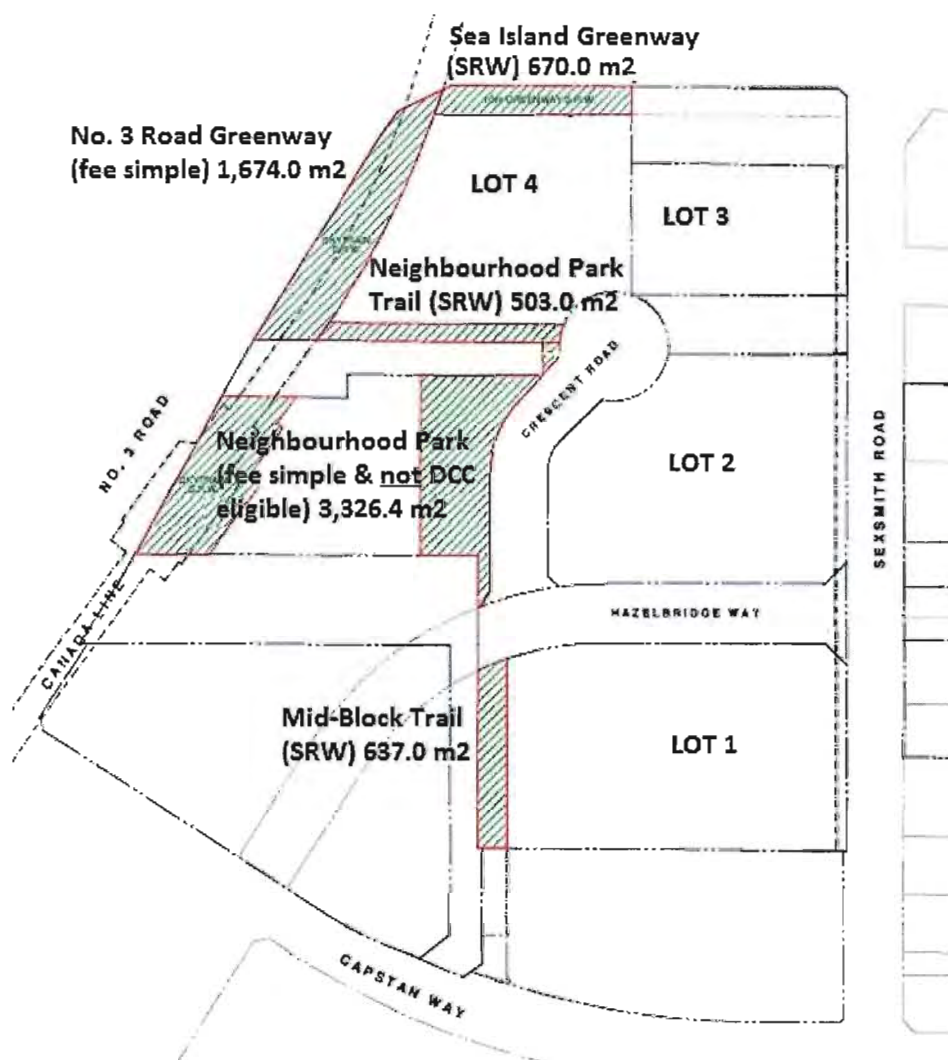 Sea Island Greenway
(SRW) 670.0 m2
No. 3 Road Greenway
(fee simple) 1,674.0 m2
LOT 4
LOT 3
Neighbourhood Park
Trail (SRW) 503.0 m2
CRESCENT ROAD
NO. 3 ROAD
Neighbourhood Park
(fee simple & not DCC
eligible) 3,326.4 m2
LOT 2
SEXSMITH ROAD
HAZELBRIDGE WAY
CANADA LINE
Mid-Block Trail
(SRW) 637.0 m2
LOT 1
CAPSTAN WAY